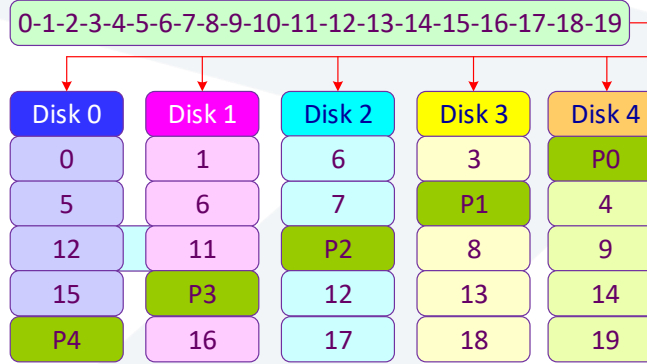 0-1-2-3-4-5-6-7-8-9-10-11-12-13-14-15-16-17-18-19
Disk 0 Disk 1 Disk 2 Disk 3 Disk 4
0 1 6 3 P0
5 6 7 P1 4
12 11 P2 8 9
15 P3 12 13 14
P4 16 17 18 19